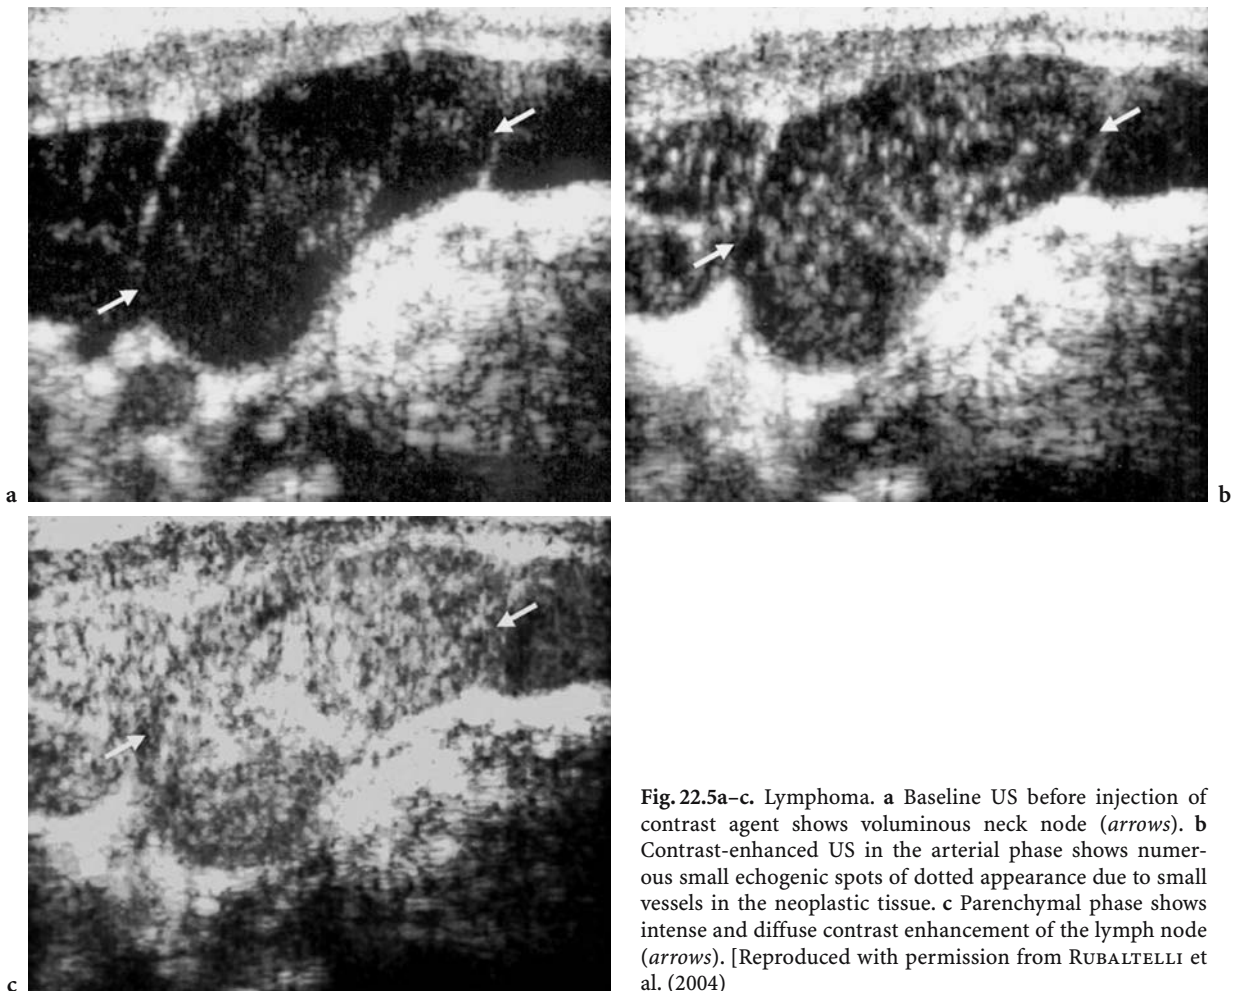 a
b
c
Fig. 22.5a–c. Lymphoma. a Baseline US before injection of
contrast agent shows voluminous neck node (arrows). b
Contrast-enhanced US in the arterial phase shows numer-
ous small echogenic spots of dotted appearance due to small
vessels in the neoplastic tissue. c Parenchymal phase shows
intense and diffuse contrast enhancement of the lymph node
(arrows). [Reproduced with permission from RUBALTELLI et
al. (2004)